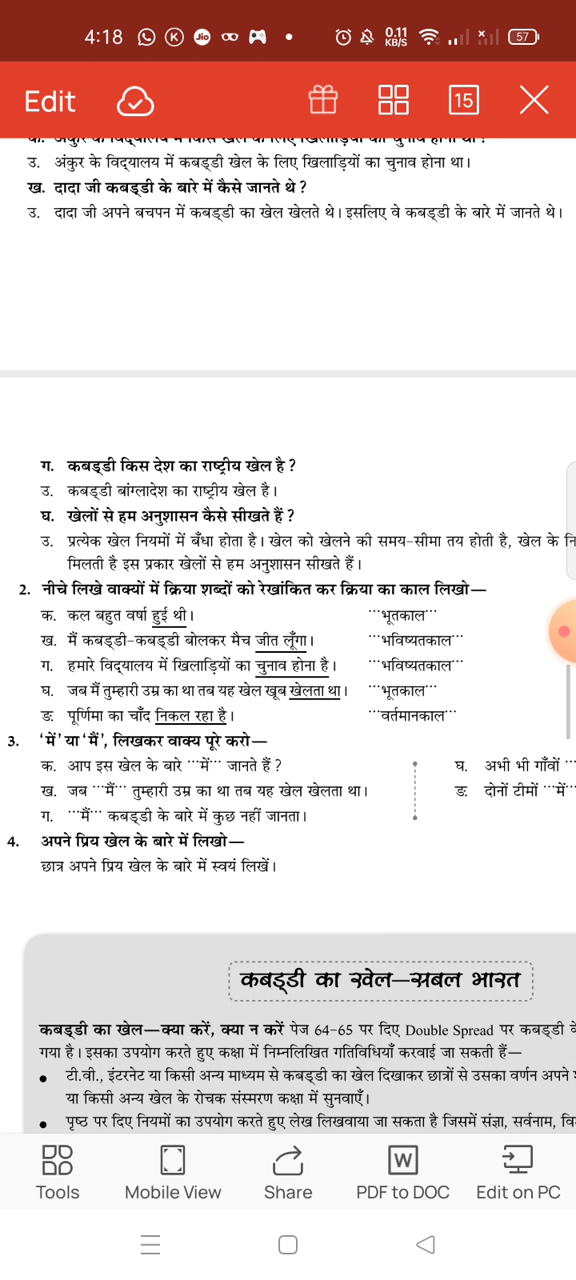 4:18 K Jio 0.11 KB/S 57
Edit 15
उ. अंकुर के विद्यालय में कबड्डी खेल के लिए खिलाड़ियों का चुनाव होना था।
ख. दादा जी कबड्डी के बारे में कैसे जानते थे?
उ. दादा जी अपने बचपन में कबड्डी का खेल खेलते थे। इसलिए वे कबड्डी के बारे में जानते थे।
ग. कबड्डी किस देश का राष्ट्रीय खेल है?
उ. कबड्डी बांग्लादेश का राष्ट्रीय खेल है।
घ. खेलों से हम अनुशासन कैसे सीखते हैं?
उ. प्रत्येक खेल नियमों में बँधा होता है। खेल को खेलने की समय-सीमा तय होती है, खेल के नि
मिलती है इस प्रकार खेलों से हम अनुशासन सीखते हैं।
2. नीचे लिखे वाक्यों में क्रिया शब्दों को रेखांकित कर क्रिया का काल लिखो—
क. कल बहुत वर्षा हुई थी। ···भूतकाल···
ख. मैं कबड्डी-कबड्डी बोलकर मैच जीत लूँगा। ···भविष्यतकाल···
ग. हमारे विद्यालय में खिलाड़ियों का चुनाव होना है। ···भविष्यतकाल···
घ. जब मैं तुम्हारी उम्र का था तब यह खेल खूब खेलता था। ···भूतकाल···
ङ. पूर्णिमा का चाँद निकल रहा है। ···वर्तमानकाल···
3. 'में' या 'मैं', लिखकर वाक्य पूरे करो—
क. आप इस खेल के बारे ···में··· जानते हैं? घ. अभी भी गाँवों ···
ख. जब ···मैं··· तुम्हारी उम्र का था तब यह खेल खेलता था। ङ. दोनों टीमों ···में···
ग. ···मैं··· कबड्डी के बारे में कुछ नहीं जानता।
4. अपने प्रिय खेल के बारे में लिखो—
छात्र अपने प्रिय खेल के बारे में स्वयं लिखें।
कबड्डी का खेल—सबल भारत
कबड्डी का खेल—क्या करें, क्या न करें पेज 64-65 पर दिए Double Spread पर कबड्डी के
गया है। इसका उपयोग करते हुए कक्षा में निम्नलिखित गतिविधियाँ करवाई जा सकती हैं—
• टी.वी., इंटरनेट या किसी अन्य माध्यम से कबड्डी का खेल दिखाकर छात्रों से उसका वर्णन अपने
या किसी अन्य खेल के रोचक संस्मरण कक्षा में सुनवाएँ।
• पृष्ठ पर दिए नियमों का उपयोग करते हुए लेख लिखवाया जा सकता है जिसमें संज्ञा, सर्वनाम, वि
W
Tools Mobile View Share PDF to DOC Edit on PC